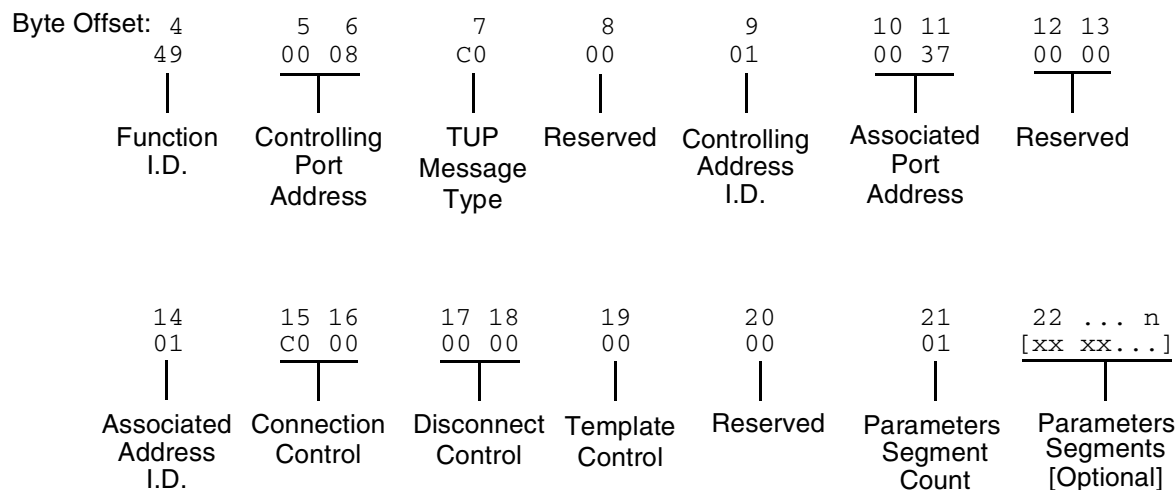 Byte Offset: 4 5 6 7 8 9 10 11 12 13
49 00 08 C0 00 01 00 37 00 00
Function Controlling TUP Reserved Controlling Associated Reserved
I.D. Port Message Address Port
Address Type I.D. Address
14 15 16 17 18 19 20 21 22 ... n
01 C0 00 00 00 00 00 01 [xx xx...]
Associated Connection Disconnect Template Reserved Parameters Parameters
Address Control Control Control Segment Segments
I.D. Count [Optional]